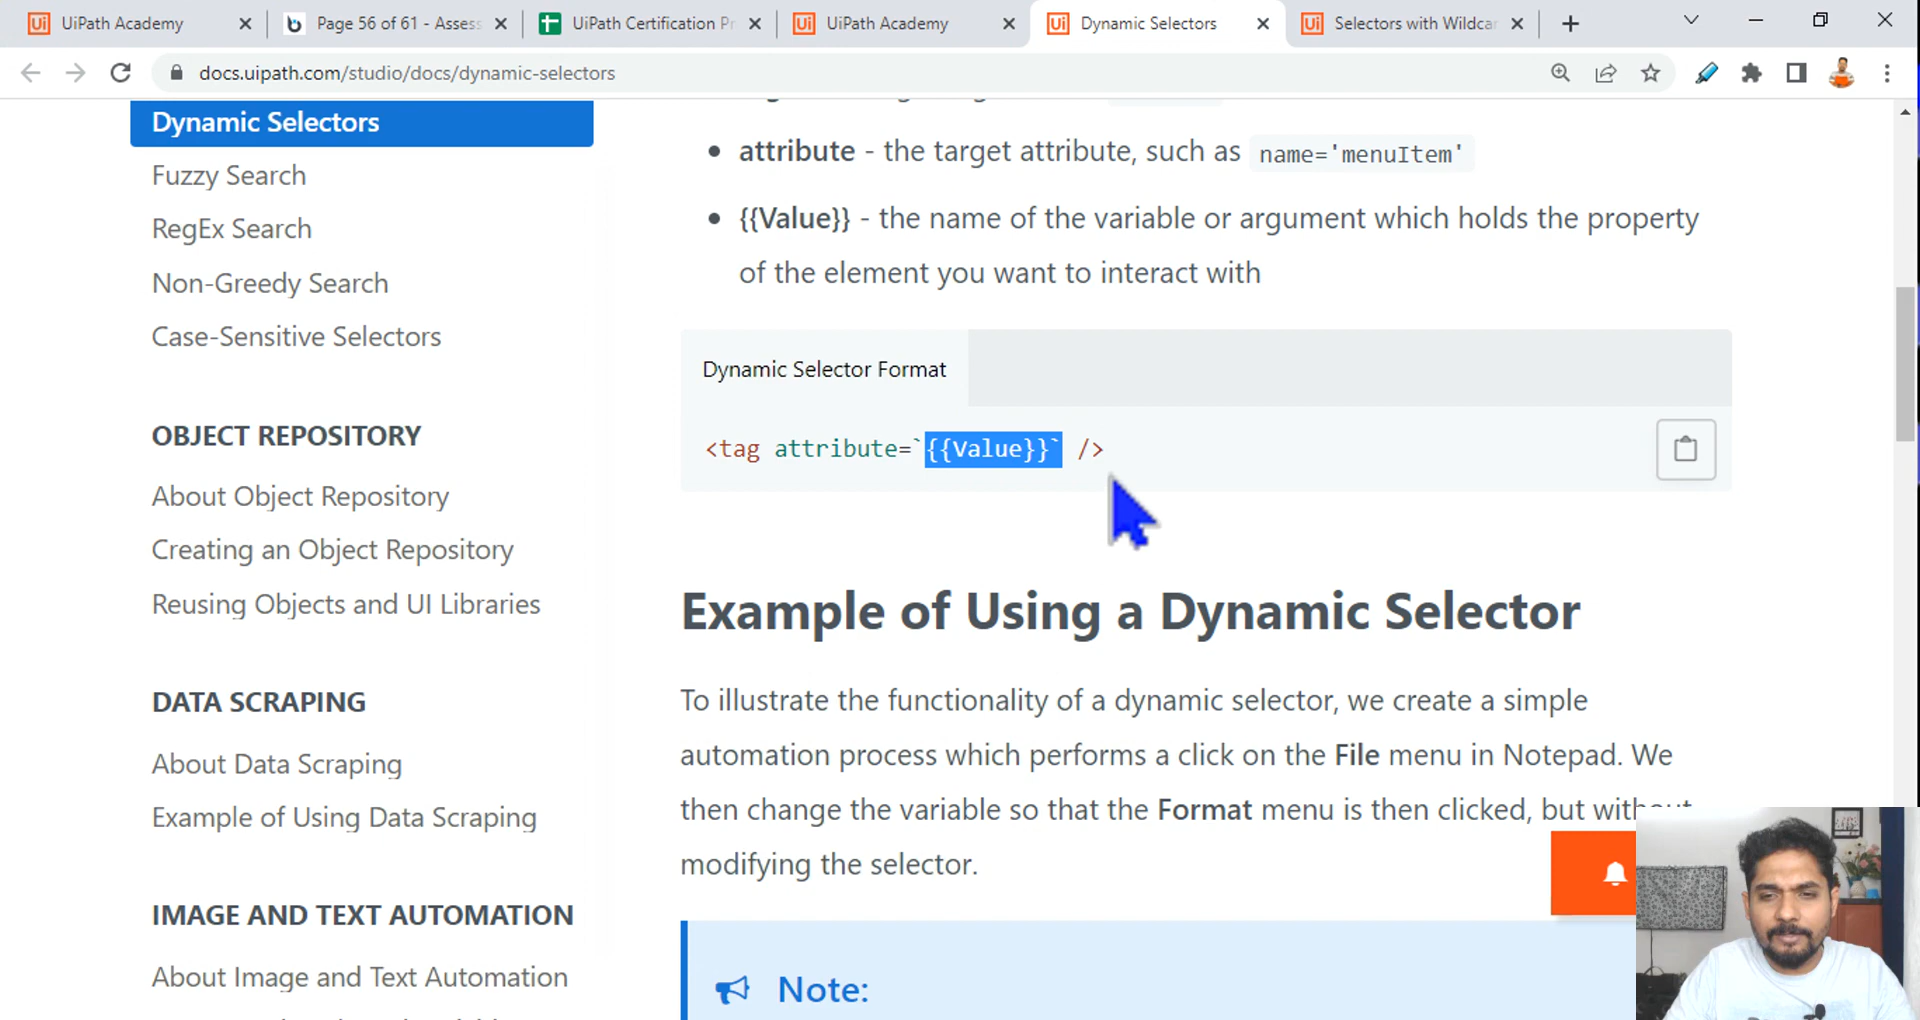 UiPath Academy
Page 56 of 61 - Assess
UiPath Certification Pr
UiPath Academy
Dynamic Selectors
Selectors with Wildcar
docs.uipath.com/studio/docs/dynamic-selectors
Dynamic Selectors
Fuzzy Search
RegEx Search
Non-Greedy Search
Case-Sensitive Selectors
OBJECT REPOSITORY
About Object Repository
Creating an Object Repository
Reusing Objects and UI Libraries
DATA SCRAPING
About Data Scraping
Example of Using Data Scraping
IMAGE AND TEXT AUTOMATION
About Image and Text Automation
attribute - the target attribute, such as name='menuItem'
{{Value}} - the name of the variable or argument which holds the property
of the element you want to interact with
Dynamic Selector Format
<tag attribute=`{{Value}}` />
Example of Using a Dynamic Selector
To illustrate the functionality of a dynamic selector, we create a simple
automation process which performs a click on the File menu in Notepad. We
then change the variable so that the Format menu is then clicked, but without
modifying the selector.
Note: